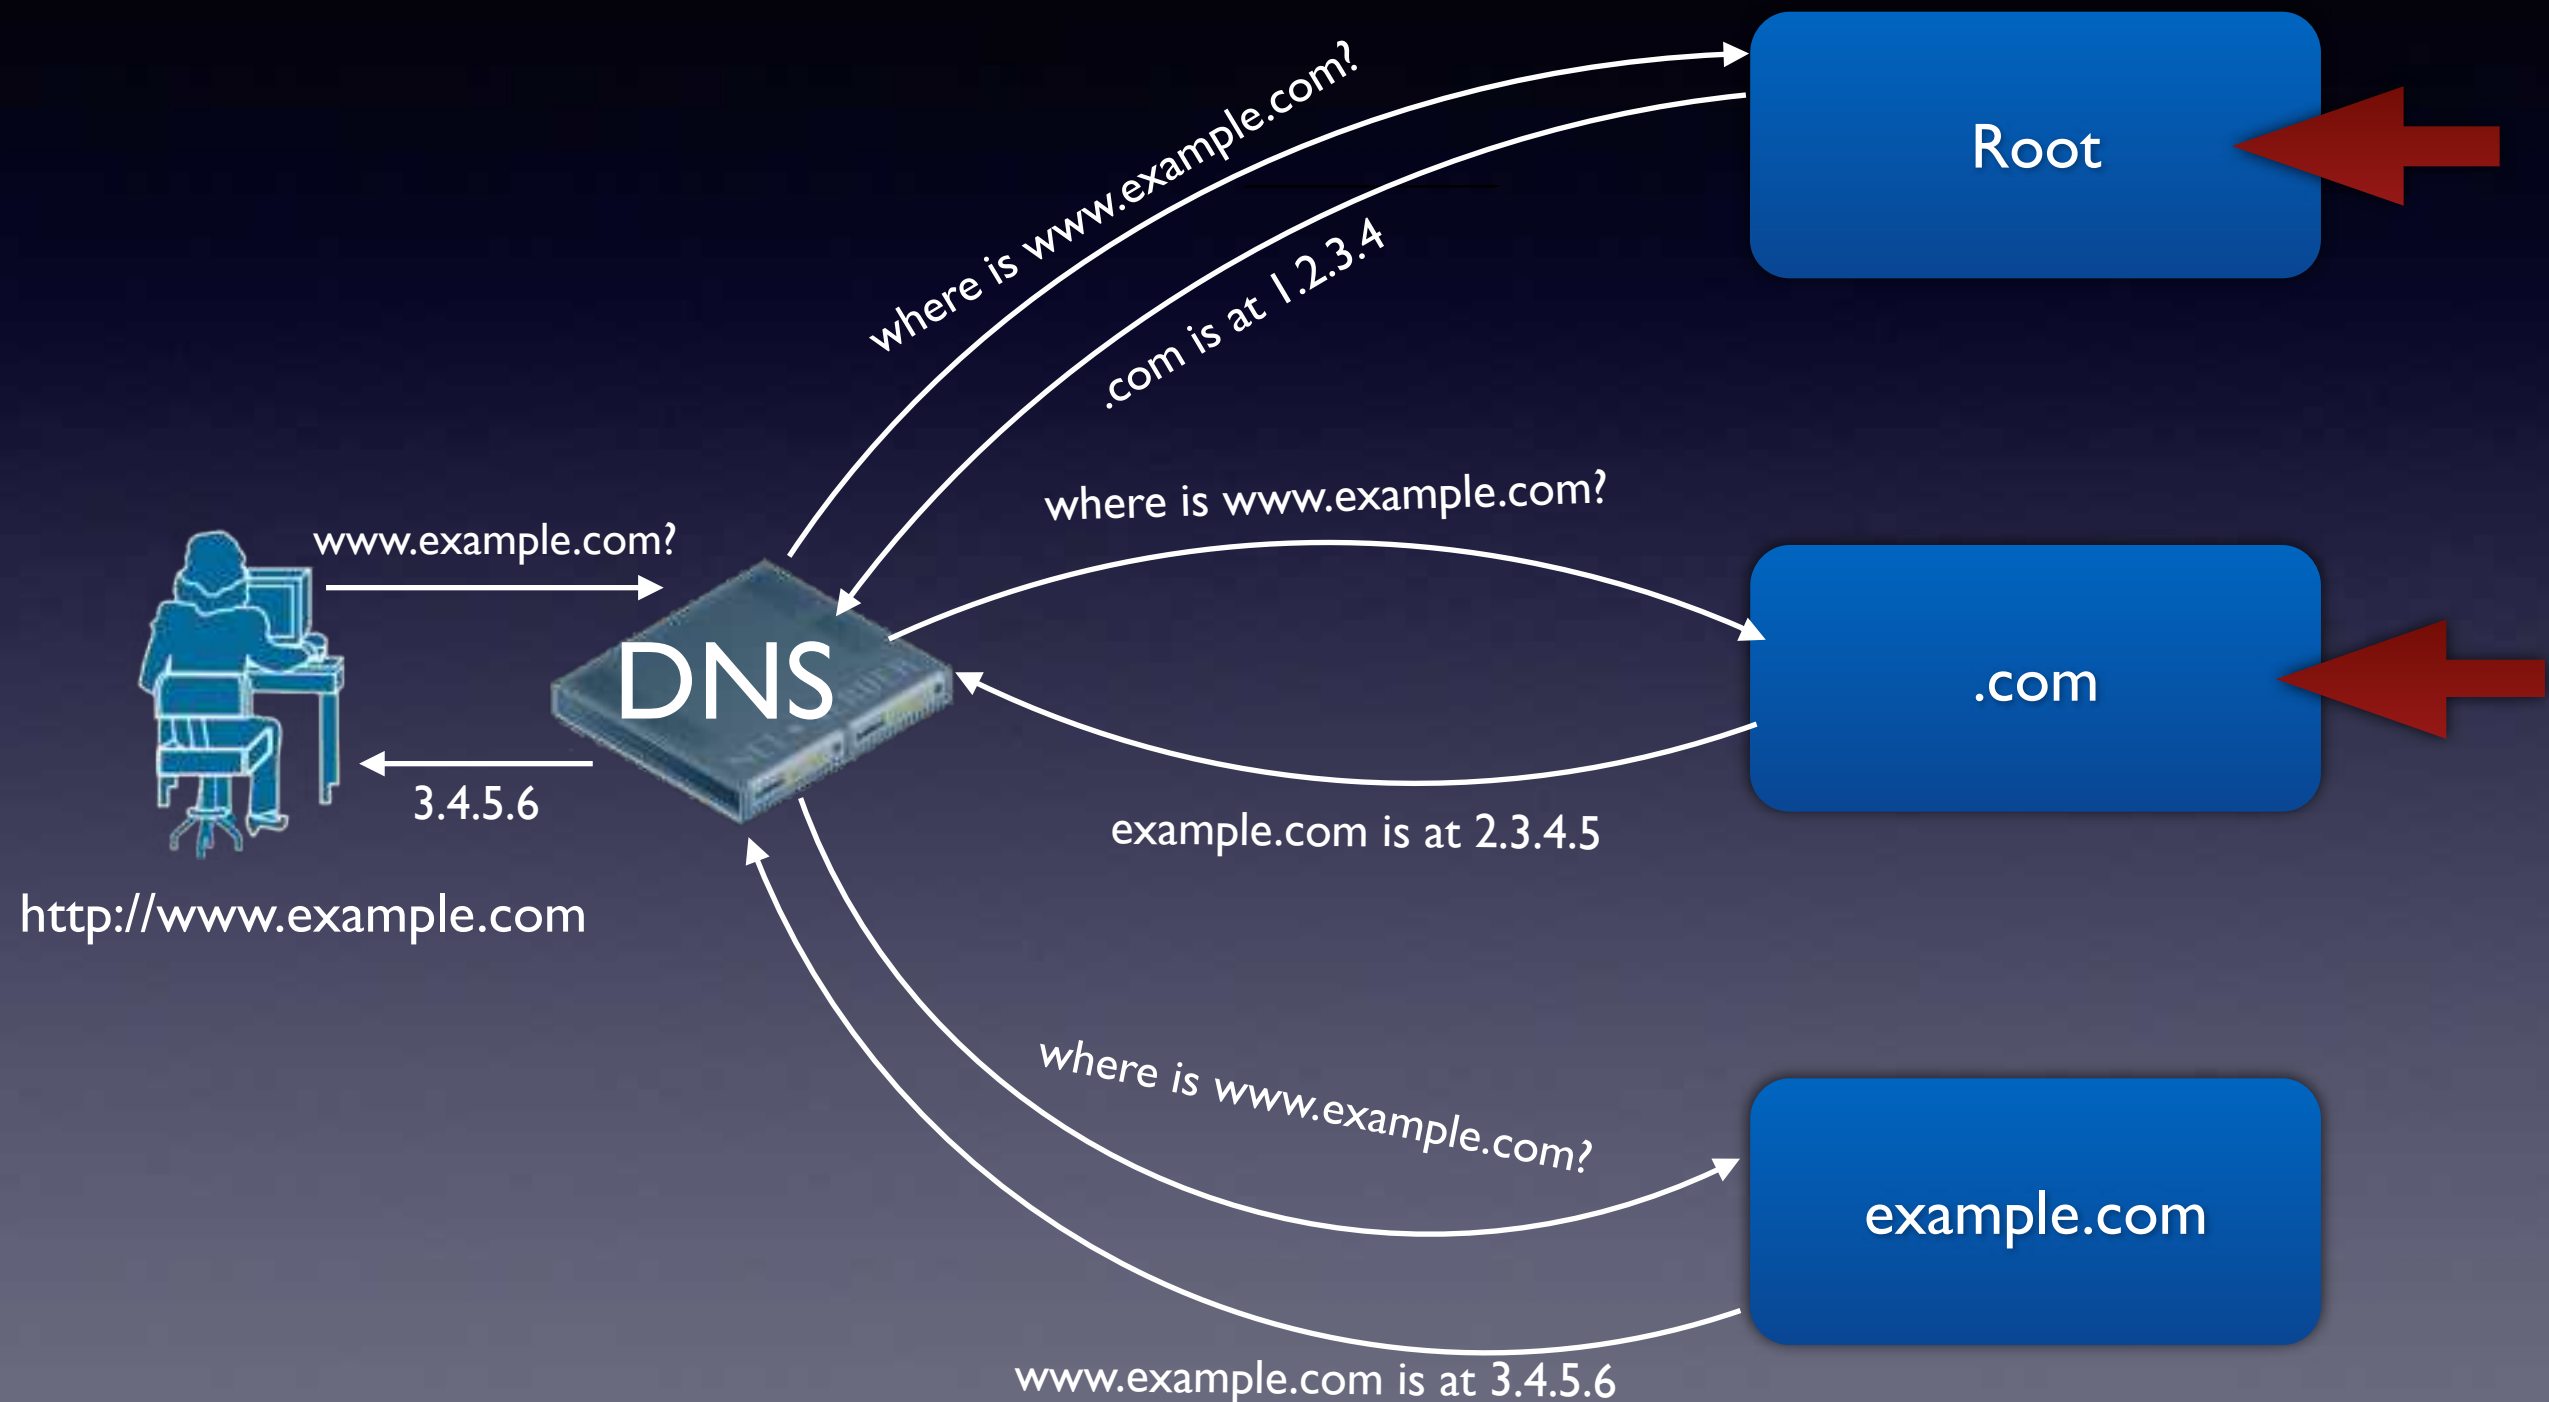 where is www.example.com?
Root
.com is at 1.2.3.4
where is www.example.com?
www.example.com?
DNS
.com
3.4.5.6
example.com is at 2.3.4.5
http://www.example.com
where is www.example.com?
example.com
www.example.com is at 3.4.5.6